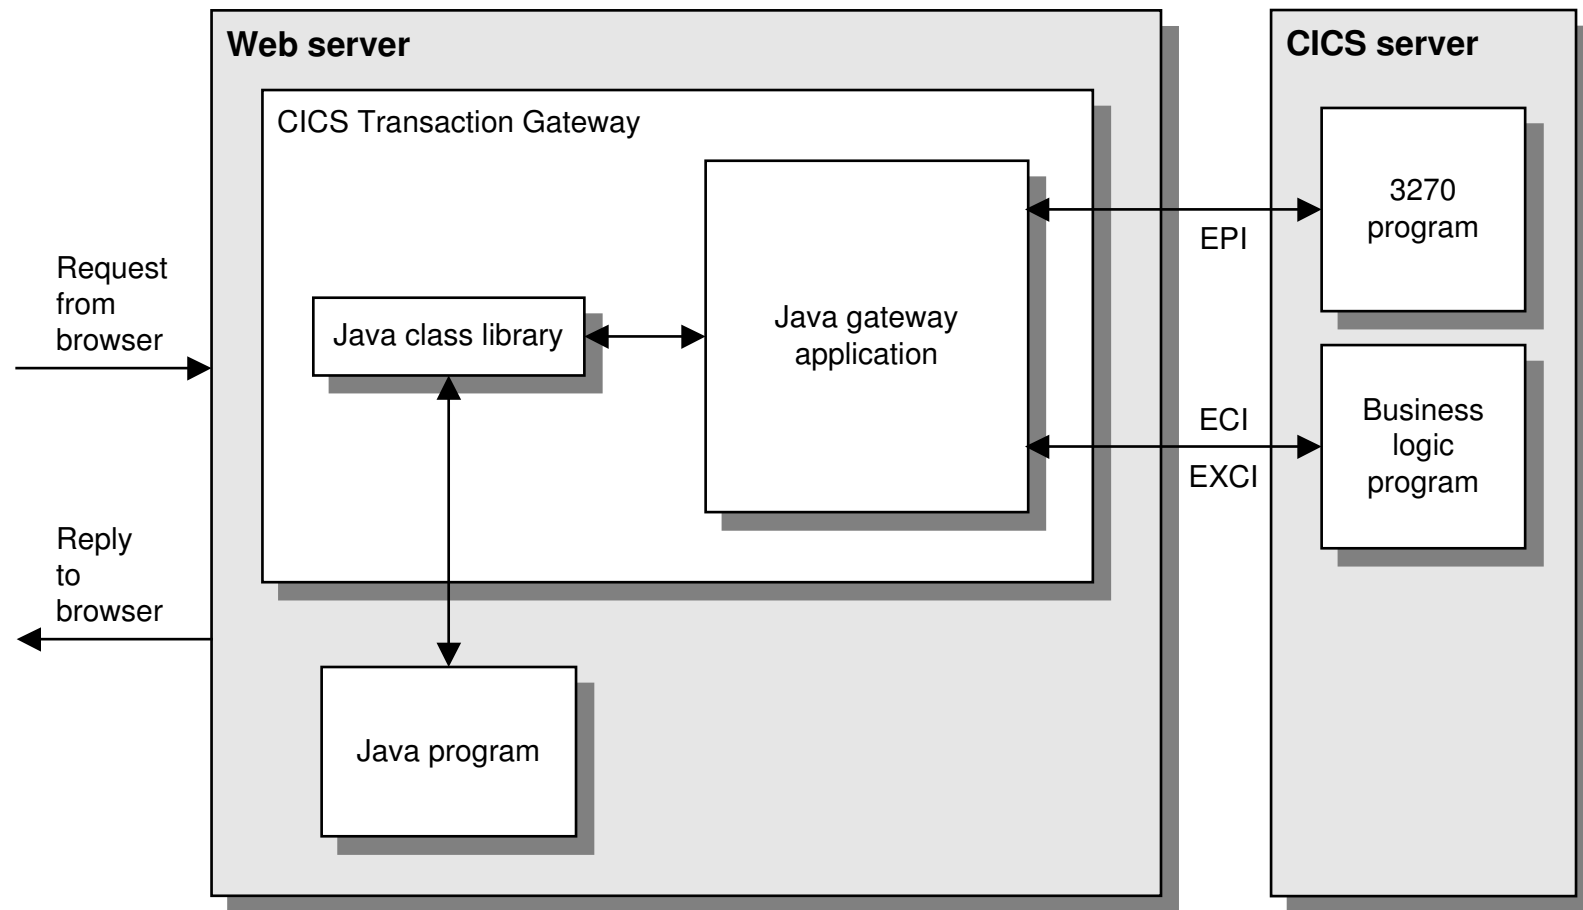 Web server
CICS server
CICS Transaction Gateway
3270
program
EPI
Request
from
browser
Java class library
Java gateway
application
ECI
EXCI
Business
logic
program
Reply
to
browser
Java program